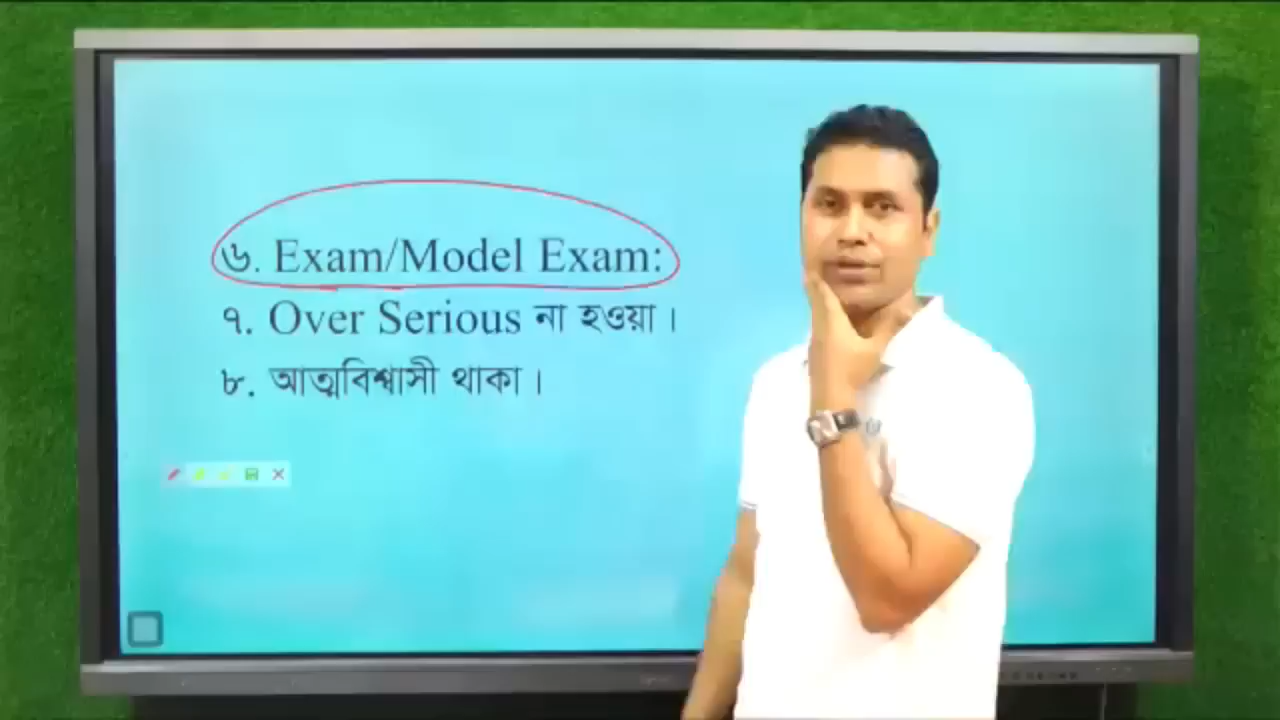 ৬. Exam/Model Exam:
৭. Over Serious না হওয়া।
৮. আত্মবিশ্বাসী থাকা।